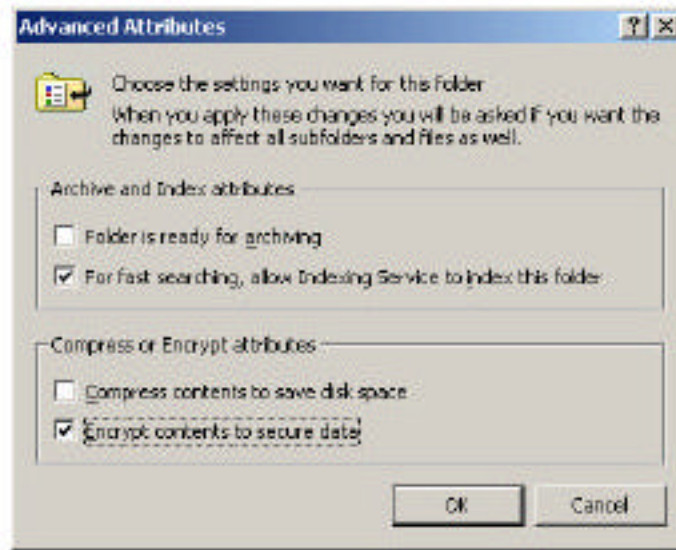 Advanced Attributes
Choose the settings you want for this folder
When you apply these changes you will be asked if you want the
changes to affect all subfolders and files as well.
Archive and Index attributes
Folder is ready for archiving
For fast searching, allow Indexing Service to index this folder
Compress or Encrypt attributes
Compress contents to save disk space
Encrypt contents to secure data
OK Cancel